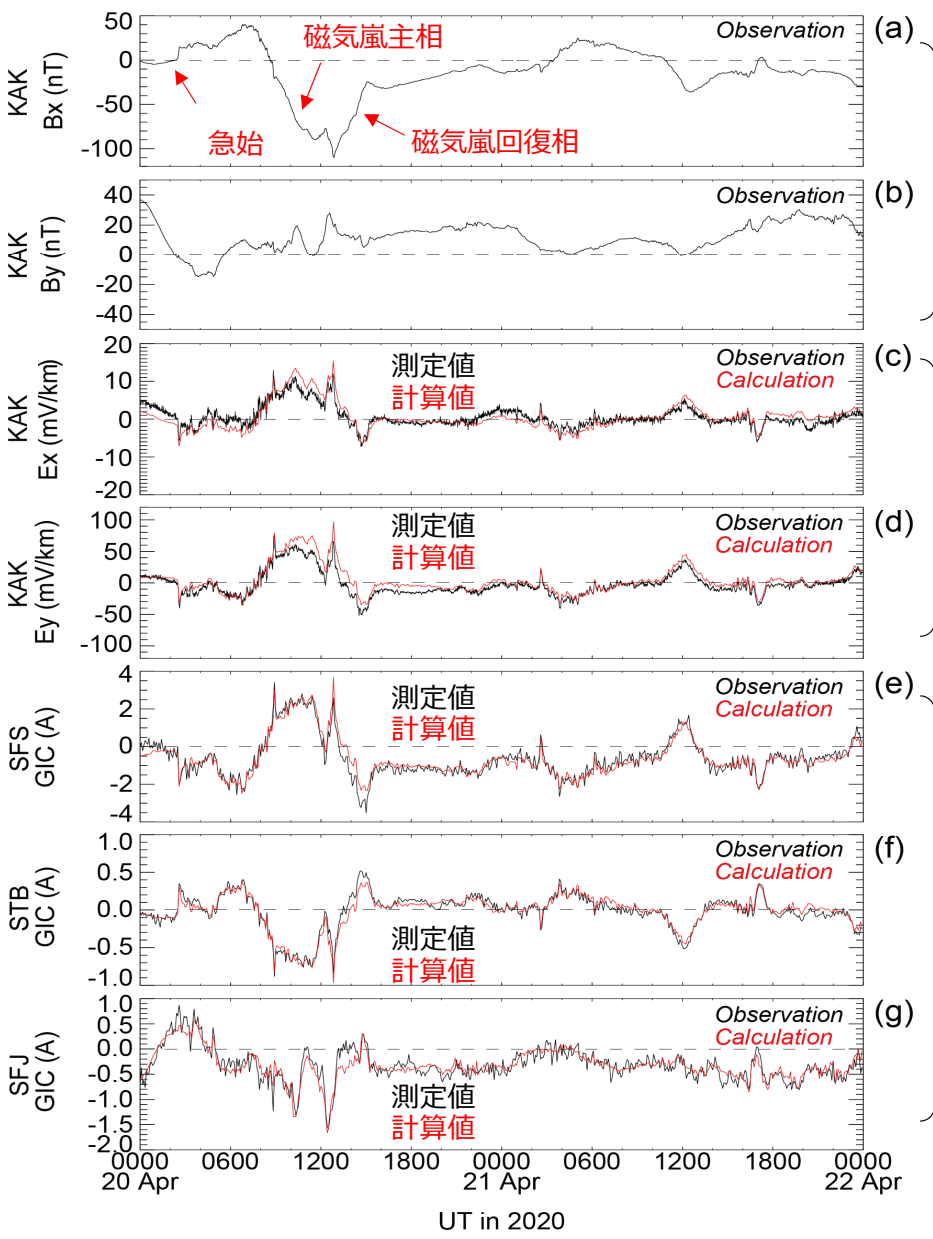 KAK
Bx (nT)
50
0
-50
-100
Observation
(a)
磁気嵐主相
急始
磁気嵐回復相
KAK
By (nT)
40
20
0
-20
-40
Observation
(b)
KAK
Ex (mV/km)
20
10
0
-10
-20
測定値
計算値
Observation
Calculation
(c)
KAK
Ey (mV/km)
100
50
0
-50
-100
測定値
計算値
Observation
Calculation
(d)
SFS
GIC (A)
4
2
0
-2
-4
測定値
計算値
Observation
Calculation
(e)
STB
GIC (A)
1.0
0.5
0.0
-0.5
-1.0
測定値
計算値
Observation
Calculation
(f)
SFJ
GIC (A)
1.0
0.5
0.0
-0.5
-1.0
-1.5
-2.0
測定値
計算値
Observation
Calculation
(g)
0000 0600 1200 1800 0000 0600 1200 1800 0000
20 Apr 21 Apr 22 Apr
UT in 2020